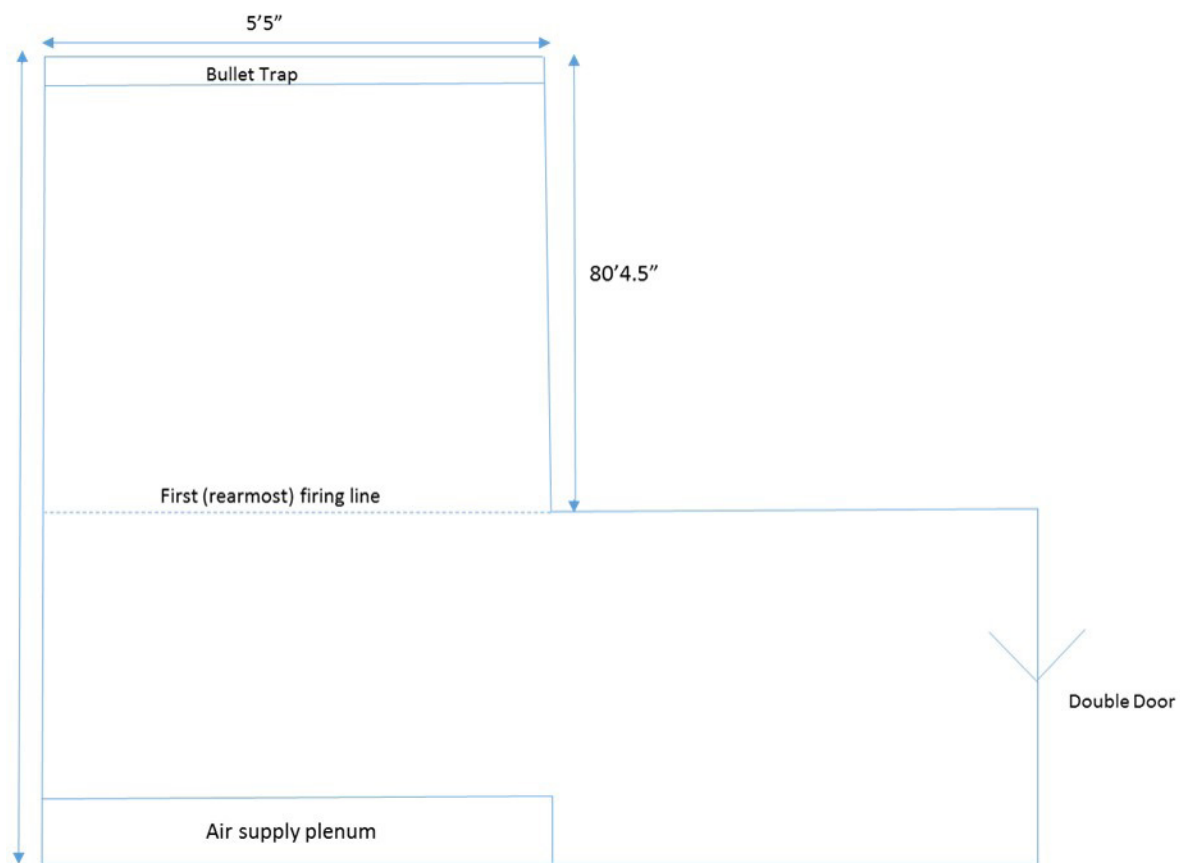 5’5”
Bullet Trap
80’4.5”
First (rearmost) firing line
Double Door
Air supply plenum